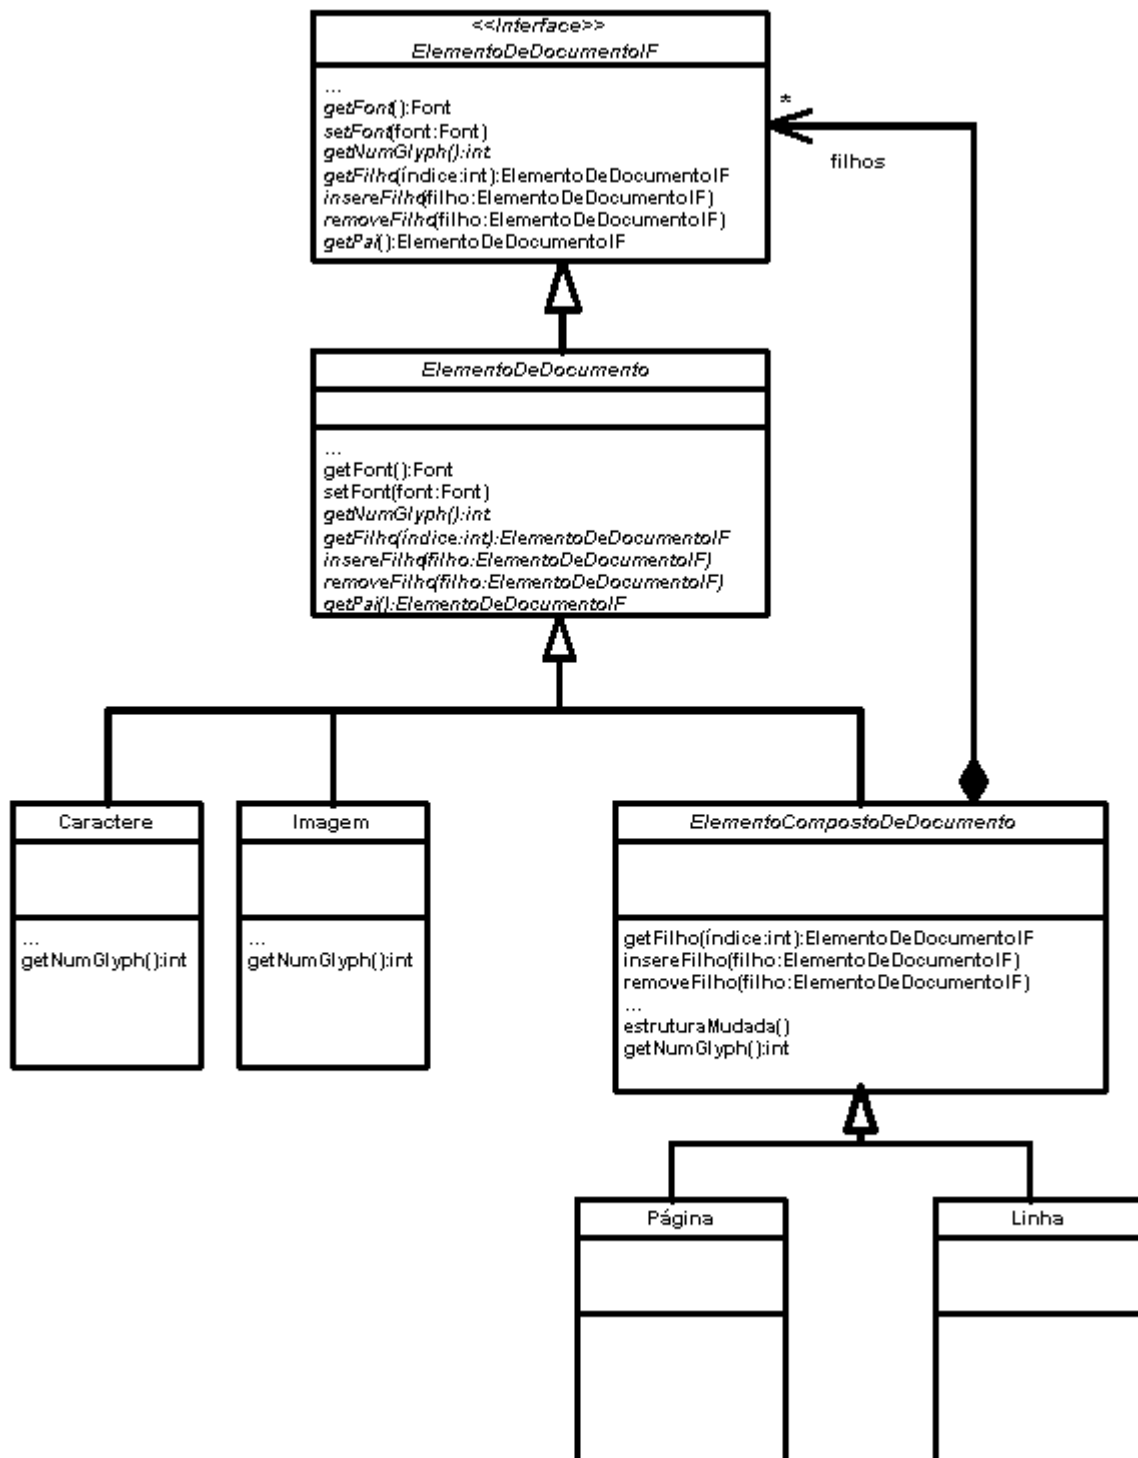 <<Interface>>
ElementoDeDocumentoIF
...
getFont():Font
setFont(font:Font)
getNumGlyph():int
getFilho(índice:int):ElementoDeDocumentoIF
insereFilho(filho:ElementoDeDocumentoIF)
removeFilho(filho:ElementoDeDocumentoIF)
getPai():ElementoDeDocumentoIF
*
filhos
ElementoDeDocumento
...
getFont():Font
setFont(font:Font)
getNumGlyph():int
getFilho(índice:int):ElementoDeDocumentoIF
insereFilho(filho:ElementoDeDocumentoIF)
removeFilho(filho:ElementoDeDocumentoIF)
getPai():ElementoDeDocumentoIF
Caractere
...
getNumGlyph():int
Imagem
...
getNumGlyph():int
ElementoCompostoDeDocumento
getFilho(índice:int):ElementoDeDocumentoIF
insereFilho(filho:ElementoDeDocumentoIF)
removeFilho(filho:ElementoDeDocumentoIF)
...
estruturaMudada()
getNumGlyph():int
Página
Linha